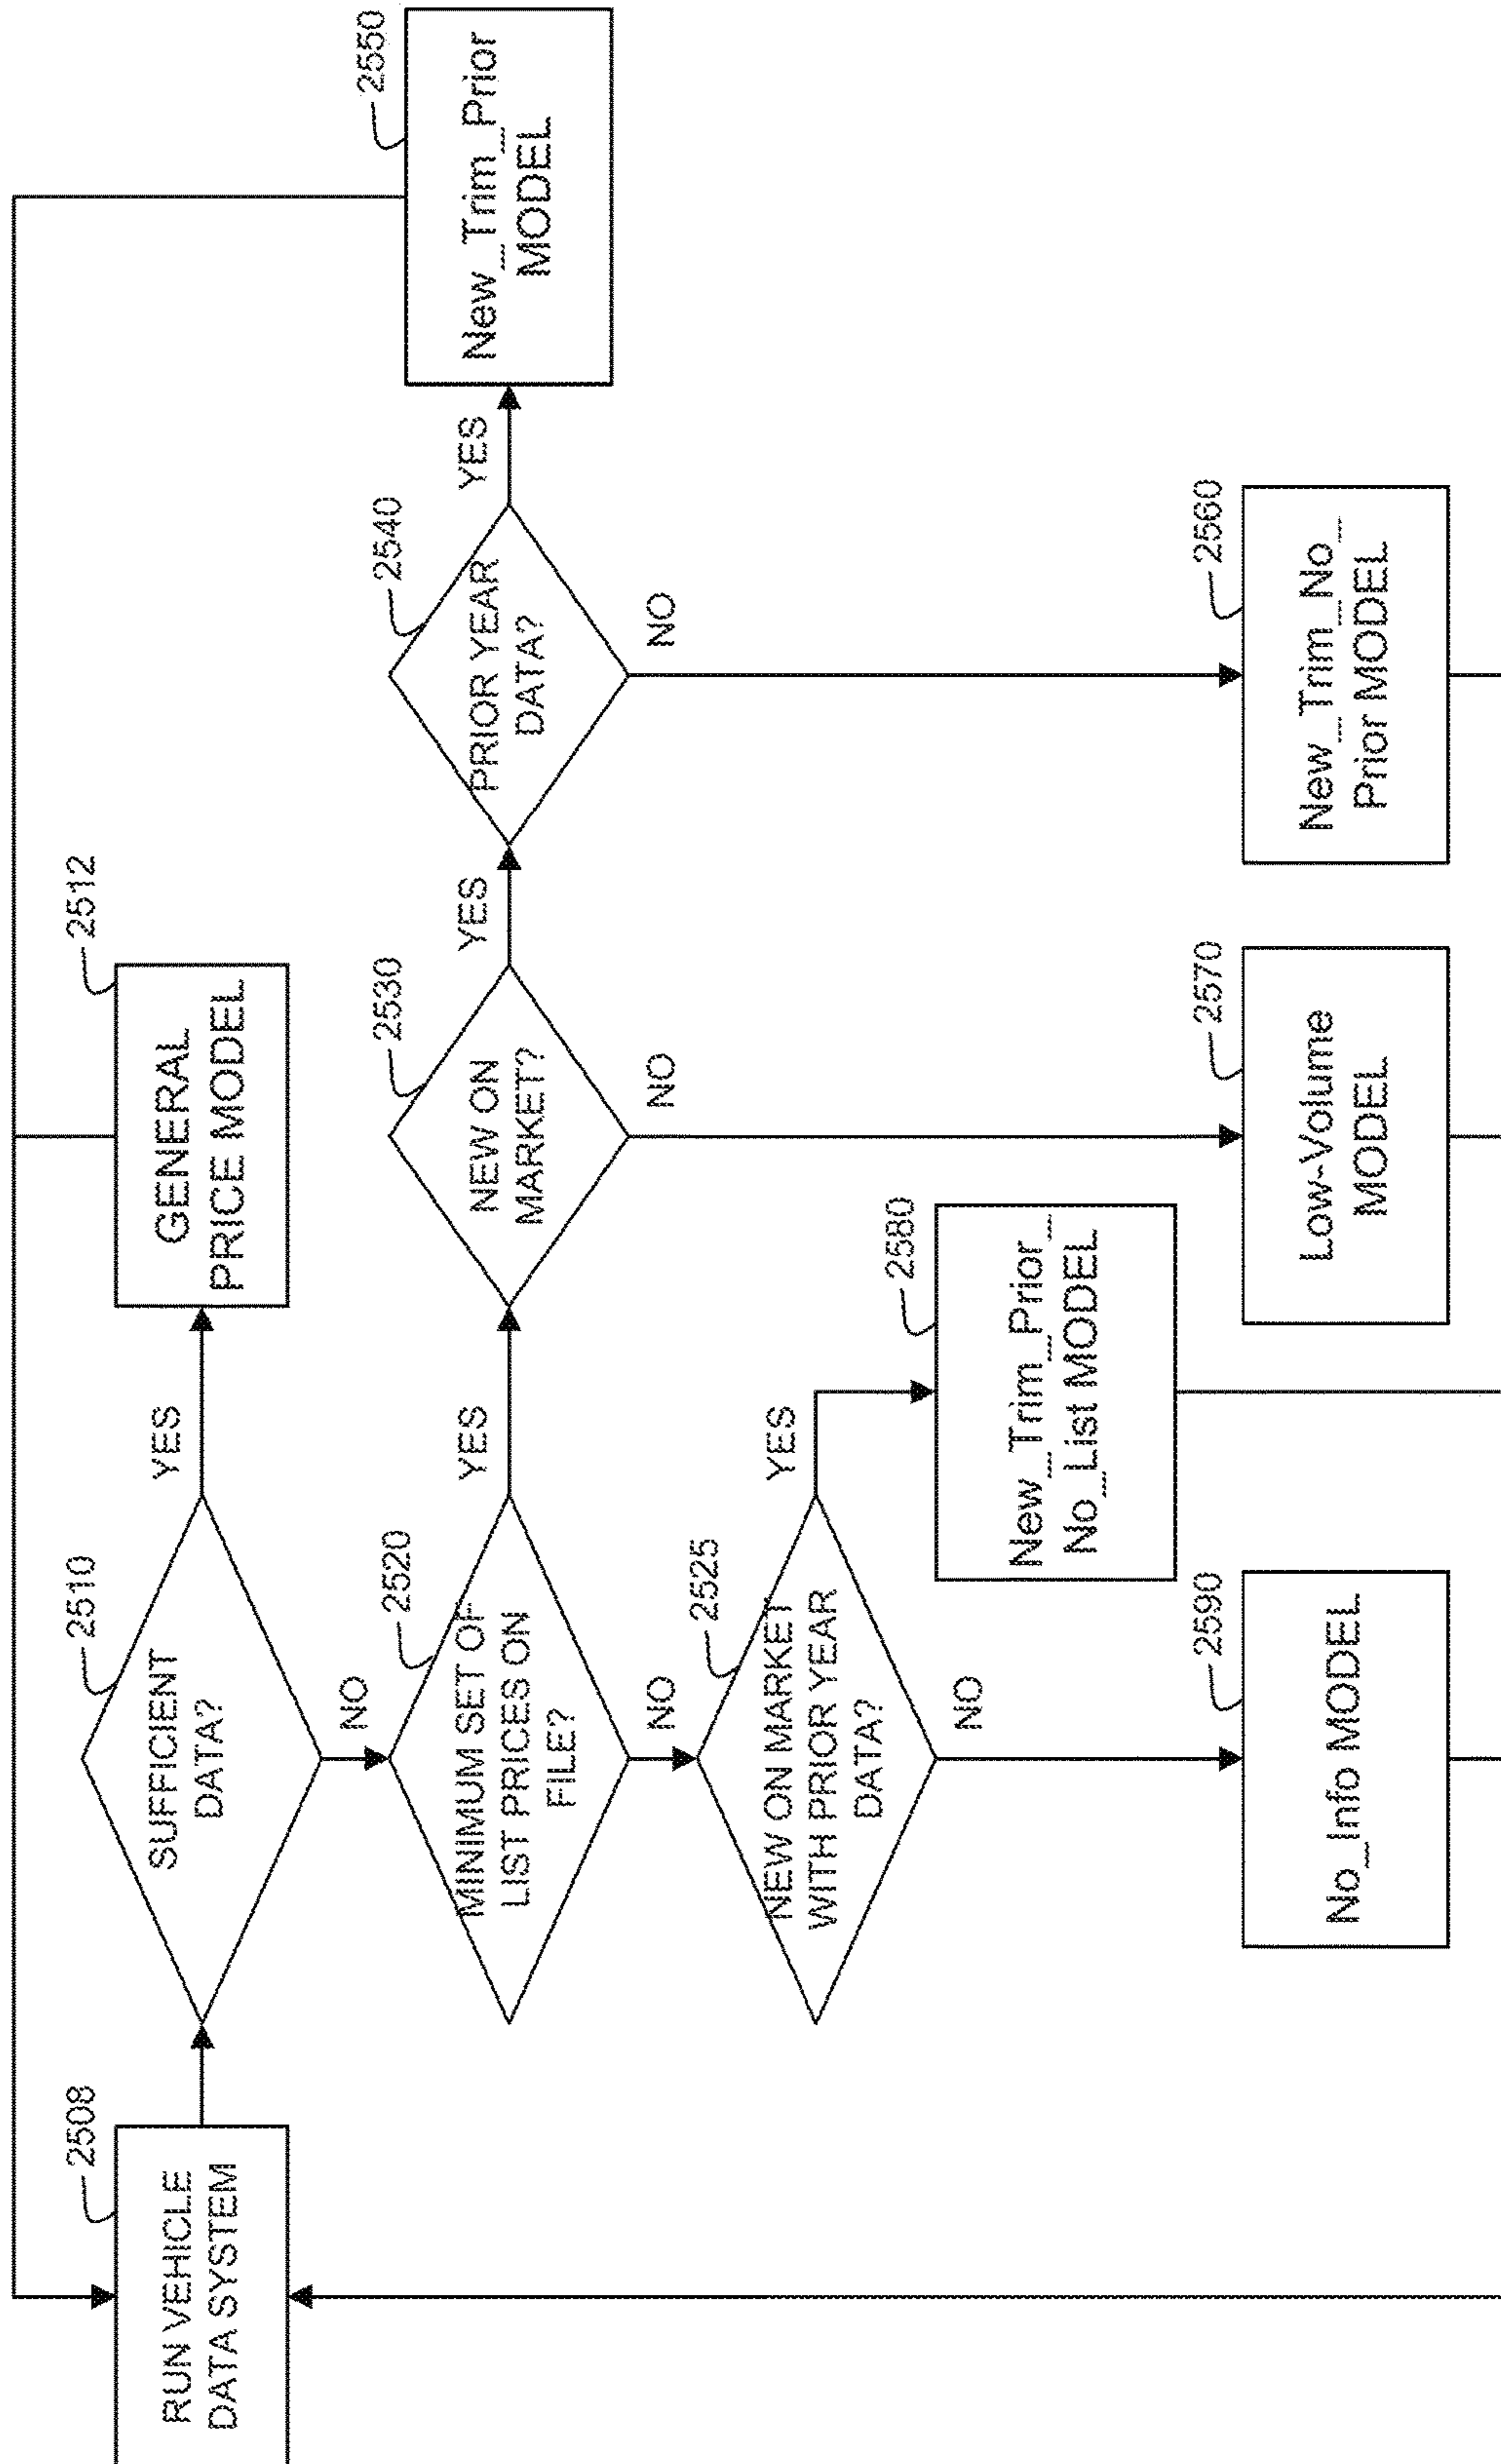 2508
RUN VEHICLE
DATA SYSTEM
2510
SUFFICIENT
DATA?
YES
2512
GENERAL
PRICE MODEL
NO
2520
MINIMUM SET OF
LIST PRICES ON
FILE?
YES
2530
NEW ON
MARKET?
YES
2540
PRIOR YEAR
DATA?
YES
2550
New_Trim_Prior
MODEL
NO
2525
NEW ON MARKET
WITH PRIOR YEAR
DATA?
YES
NO
NO
NO
2580
New_Trim_Prior_
No_List MODEL
2590
No_Info MODEL
2570
Low-Volume
MODEL
2560
New_Trim_No_
Prior MODEL